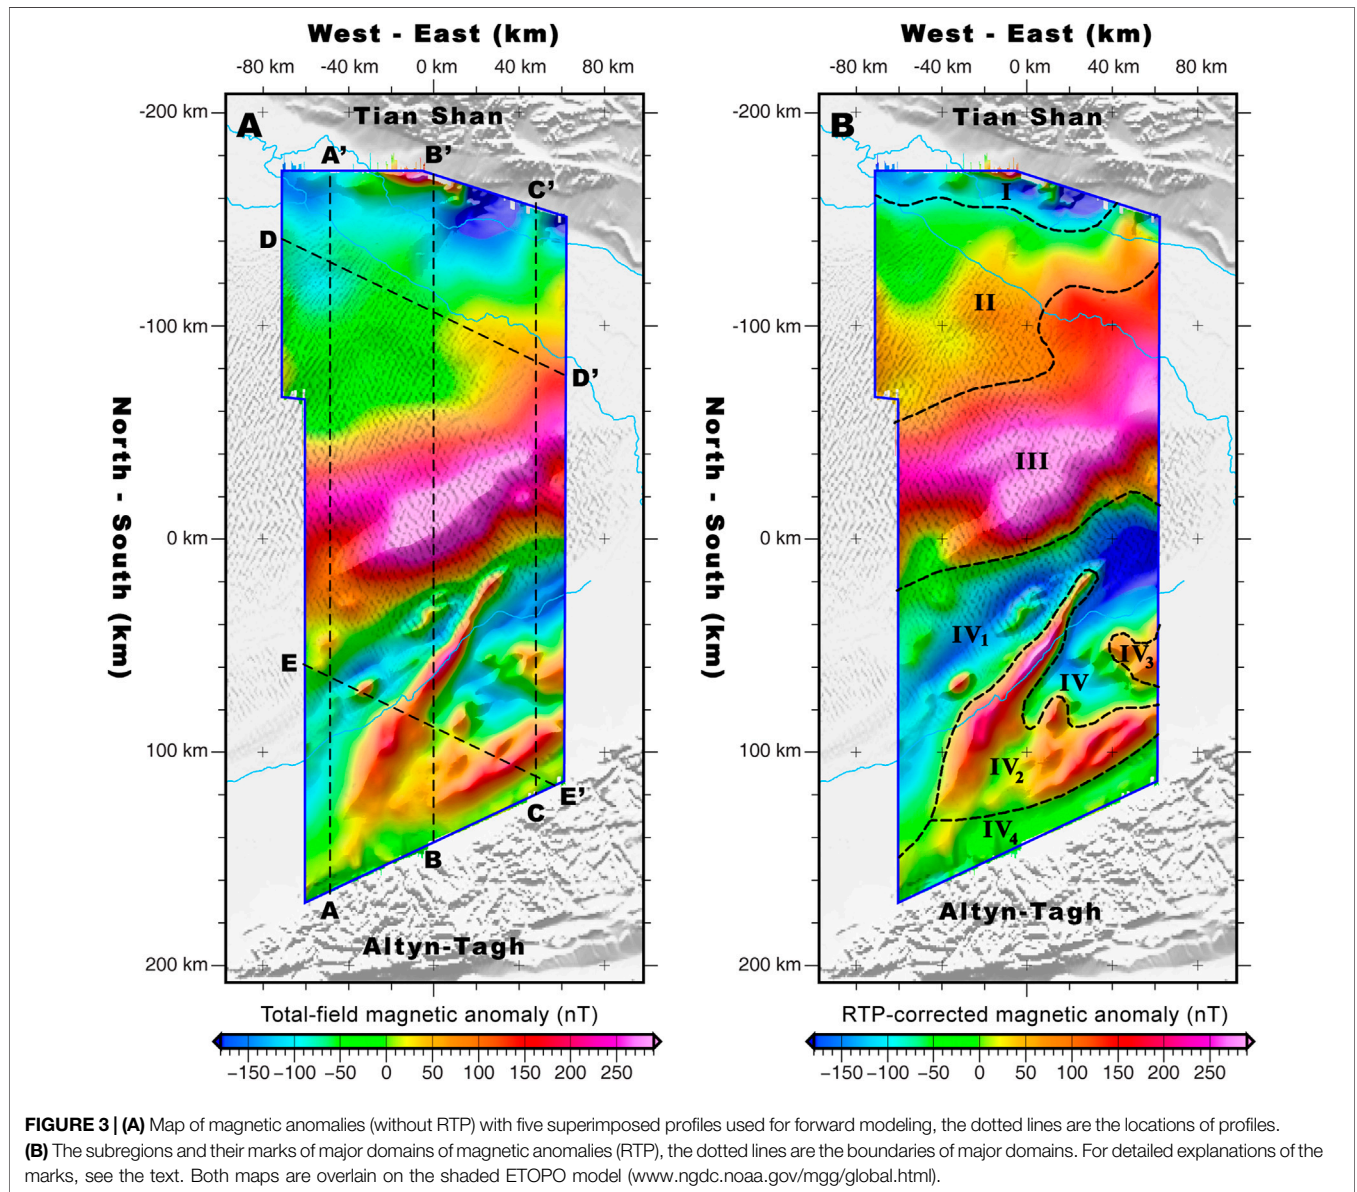 West - East (km)
-80 km -40 km 0 km 40 km 80 km
-200 km
-100 km
0 km
100 km
200 km
North - South (km)
A
Tian Shan
A’
B’
C’
D
D’
E
E’
C
B
A
Altyn-Tagh
Total-field magnetic anomaly (nT)
−150 −100 −50 0 50 100 150 200 250
West - East (km)
-80 km -40 km 0 km 40 km 80 km
-200 km
-100 km
0 km
100 km
200 km
North - South (km)
B
Tian Shan
I
II
III
IV1
IV3
IV
IV2
IV4
Altyn-Tagh
RTP-corrected magnetic anomaly (nT)
−150 −100 −50 0 50 100 150 200 250
FIGURE 3 | (A) Map of magnetic anomalies (without RTP) with five superimposed profiles used for forward modeling, the dotted lines are the locations of profiles.
(B) The subregions and their marks of major domains of magnetic anomalies (RTP), the dotted lines are the boundaries of major domains. For detailed explanations of the
marks, see the text. Both maps are overlain on the shaded ETOPO model (www.ngdc.noaa.gov/mgg/global.html).